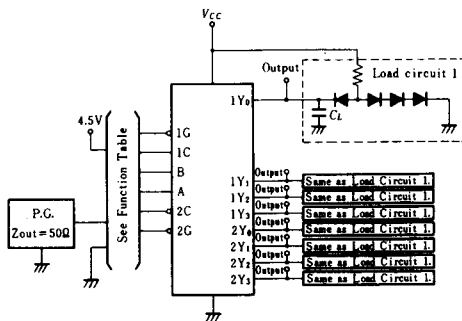 VCC
Output
Load circuit 1
1Y0
CL
4.5V
See Function Table
1G
1C
B
A
2C
2G
P.G.
Zout=50Ω
Output
1Y1
Same as Load Circuit 1.
Output
1Y2
Same as Load Circuit 1.
Output
1Y3
Same as Load Circuit 1.
Output
2Y0
Same as Load Circuit 1.
Output
2Y1
Same as Load Circuit 1.
Output
2Y2
Same as Load Circuit 1.
Output
2Y3
Same as Load Circuit 1.